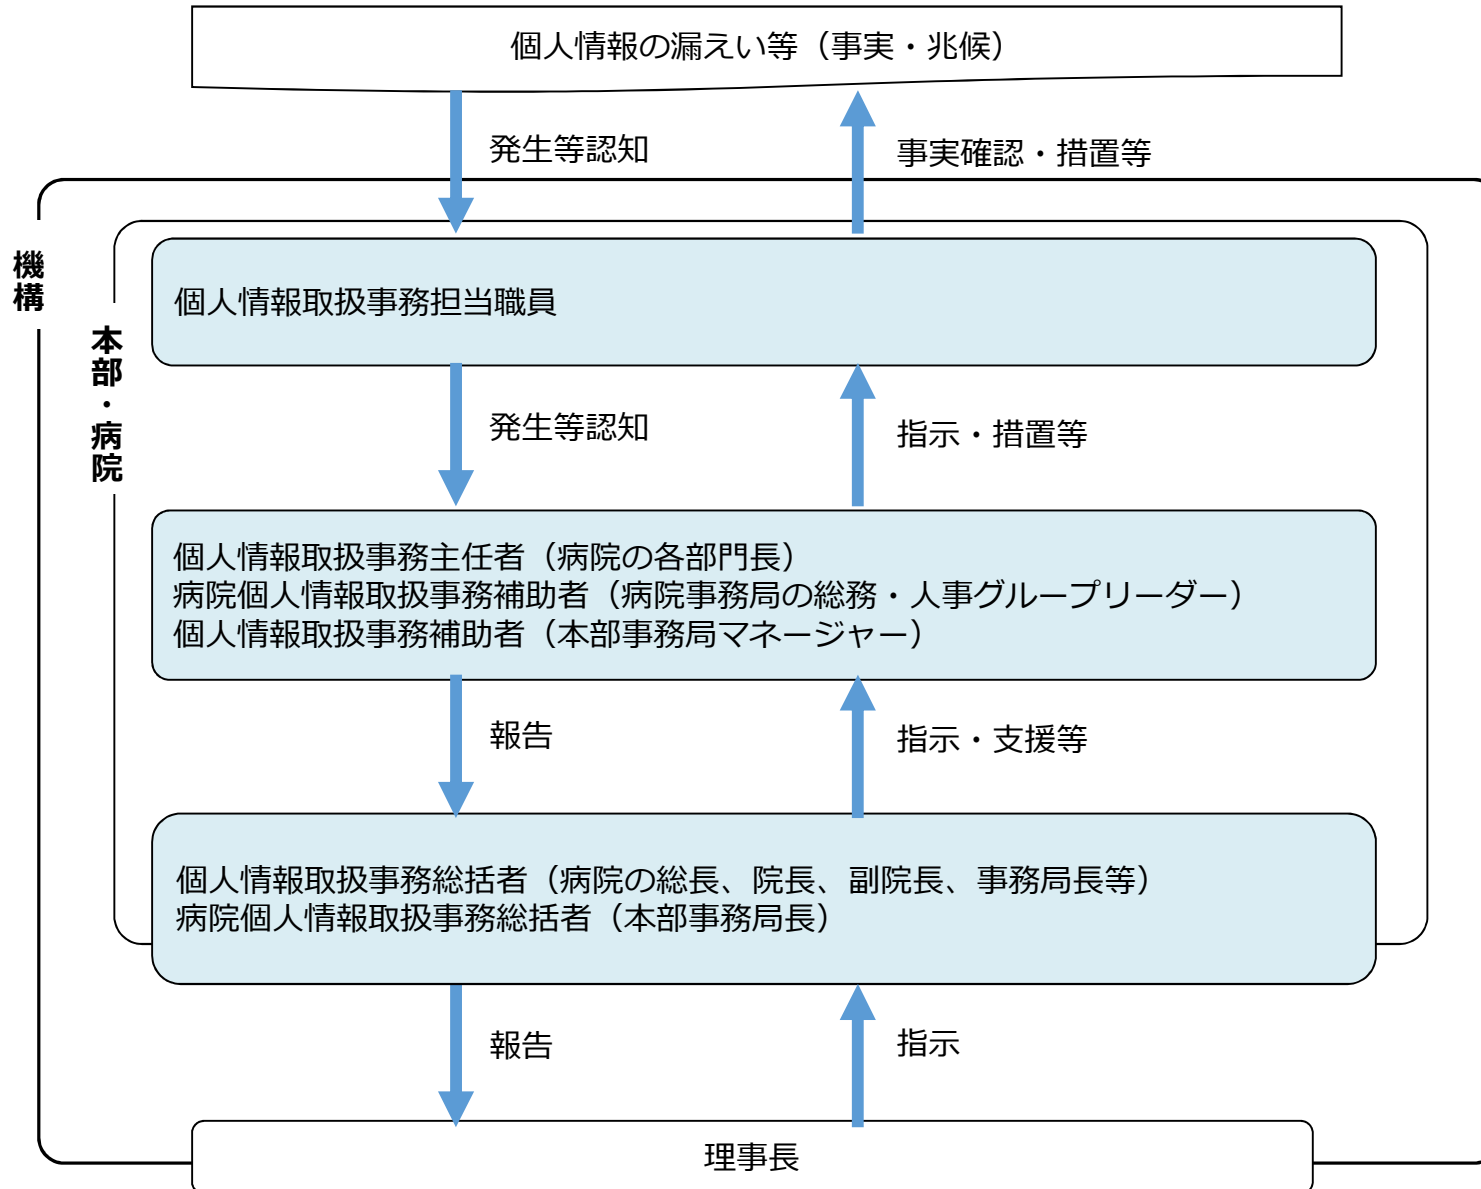 個人情報の漏えい等（事実・兆候）
発生等認知
事実確認・措置等
機構
本部・病院
個人情報取扱事務担当職員
発生等認知
指示・措置等
個人情報取扱事務主任者（病院の各部門長）
病院個人情報取扱事務補助者（病院事務局の総務・人事グループリーダー）
個人情報取扱事務補助者（本部事務局マネージャー）
報告
指示・支援等
個人情報取扱事務総括者（病院の総長、院長、副院長、事務局長等）
病院個人情報取扱事務総括者（本部事務局長）
報告
指示
理事長